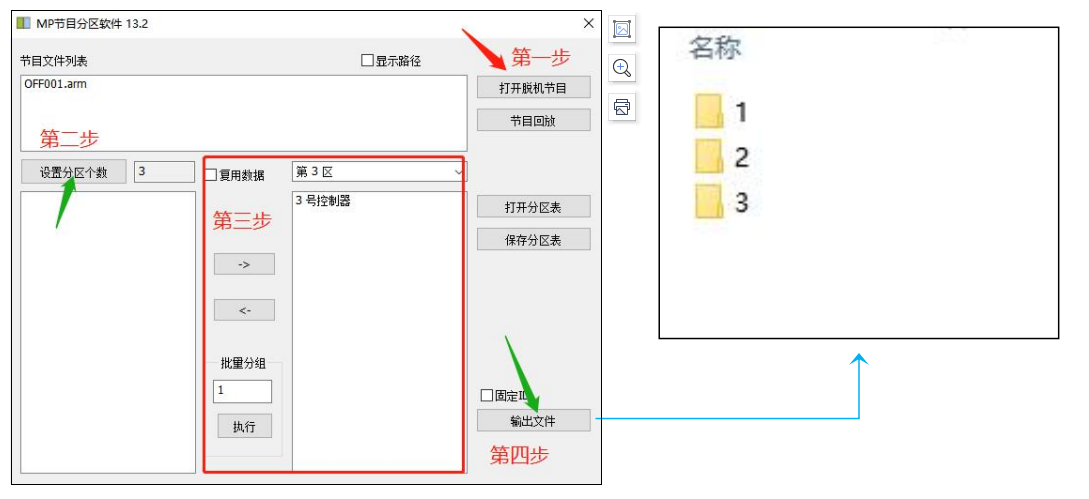 MP节目分区软件 13.2
节目文件列表
显示路径
第一步
OFF001.arm
打开脱机节目
节目回放
第二步
设置分区个数
3
复用数据
第 3 区
3 号控制器
第三步
打开分区表
保存分区表
->
<-
批量分组
1
执行
固定ID
输出文件
第四步
名称
1
2
3